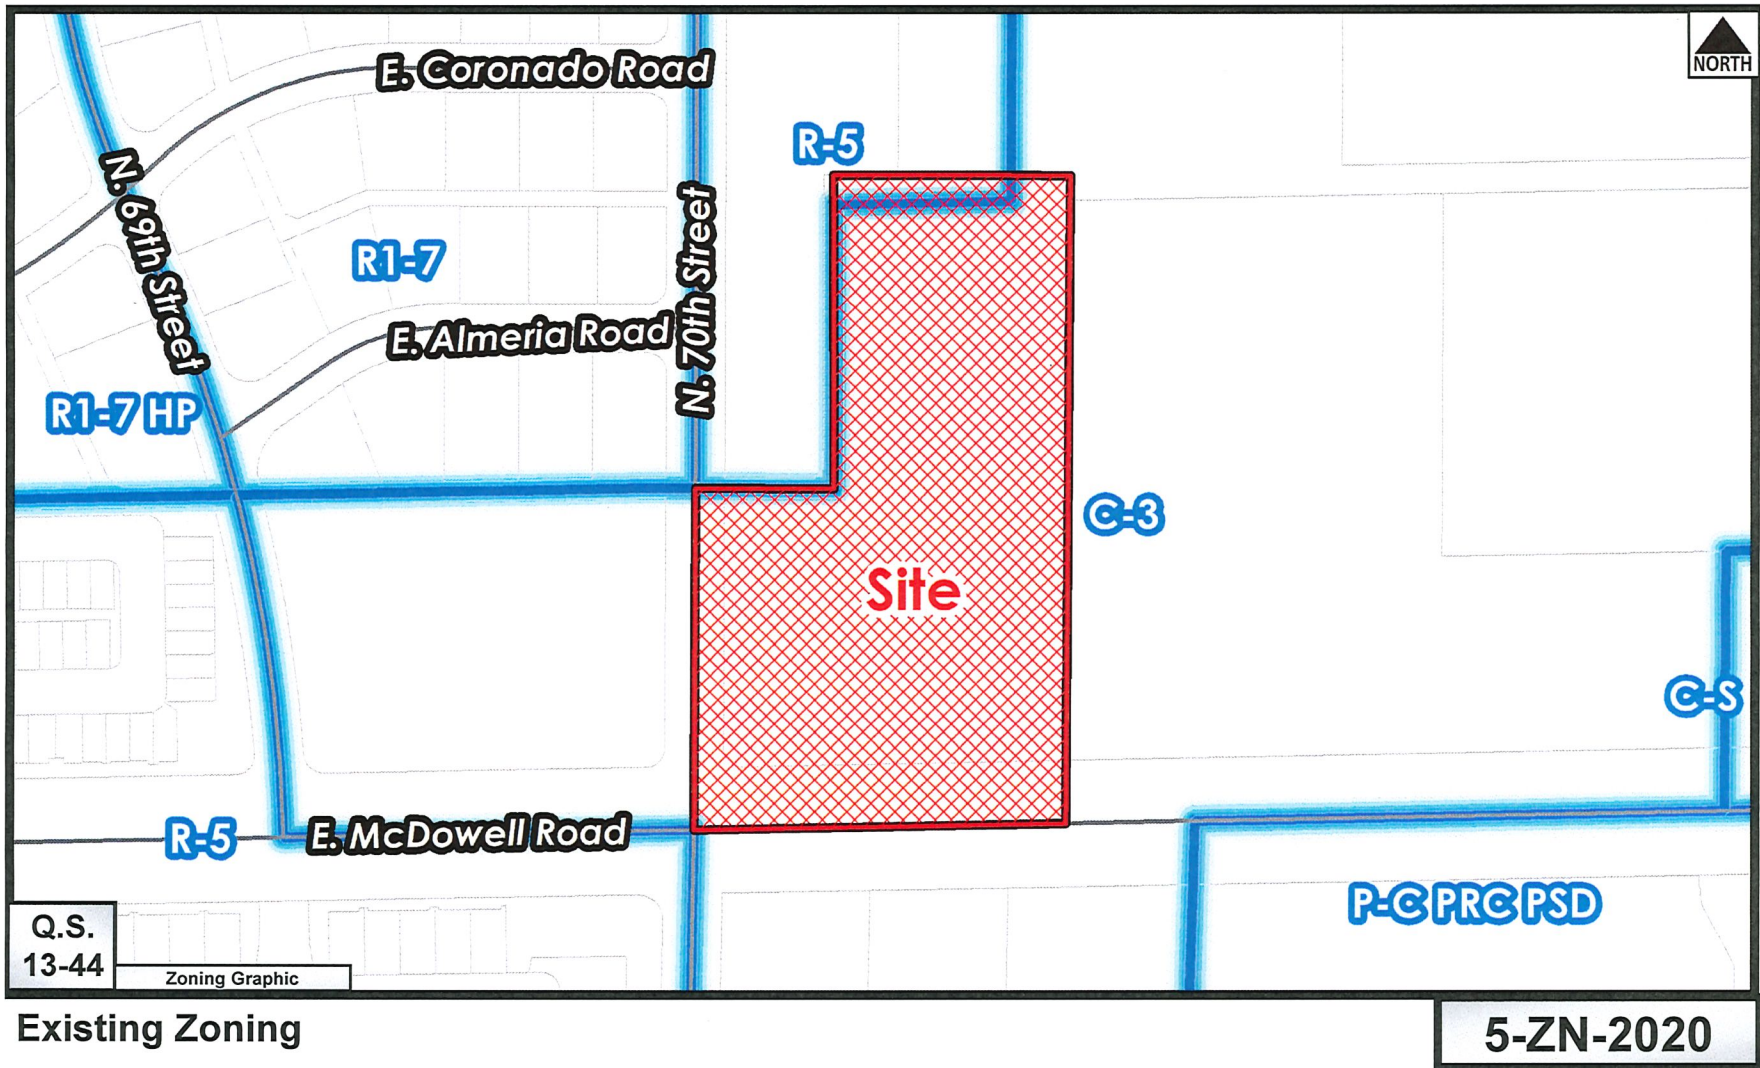 NORTH
E. Coronado Road
R-5
N. 69th Street
N. 70th Street
R1-7
E. Almeria Road
R1-7 HP
C-3
Site
C-S
E. McDowell Road
R-5
P-C PRC PSD
Q.S.
13-44
Zoning Graphic
Existing Zoning
5-ZN-2020